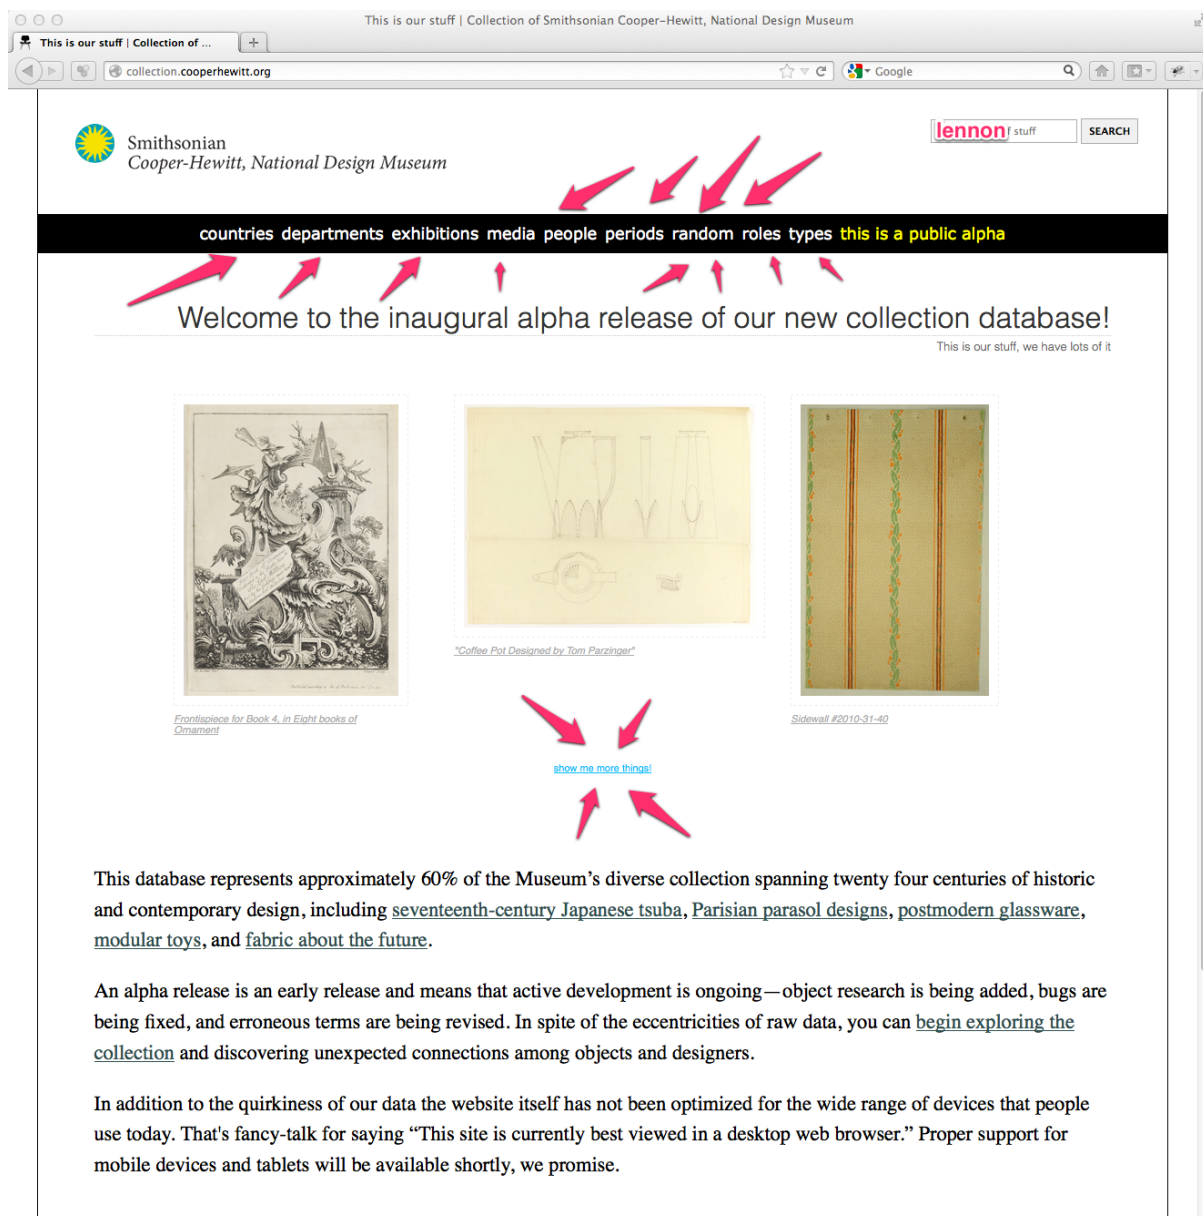 This is our stuff | Collection of Smithsonian Cooper-Hewitt, National Design Museum
This is our stuff | Collection of ...
collection.cooperhewitt.org
Google
Smithsonian
Cooper-Hewitt, National Design Museum
lennon stuff
SEARCH
countries departments exhibitions media people periods random roles types this is a public alpha
Welcome to the inaugural alpha release of our new collection database!
This is our stuff, we have lots of it
"Coffee Pot Designed by Tom Parzinger"
Frontispiece for Book 4, in Eight books of
Ornament
Sidewall #2010-31-40
show me more things!
This database represents approximately 60% of the Museum’s diverse collection spanning twenty four centuries of historic
and contemporary design, including seventeenth-century Japanese tsuba, Parisian parasol designs, postmodern glassware,
modular toys, and fabric about the future.
An alpha release is an early release and means that active development is ongoing—object research is being added, bugs are
being fixed, and erroneous terms are being revised. In spite of the eccentricities of raw data, you can begin exploring the
collection and discovering unexpected connections among objects and designers.
In addition to the quirkiness of our data the website itself has not been optimized for the wide range of devices that people
use today. That's fancy-talk for saying “This site is currently best viewed in a desktop web browser.” Proper support for
mobile devices and tablets will be available shortly, we promise.